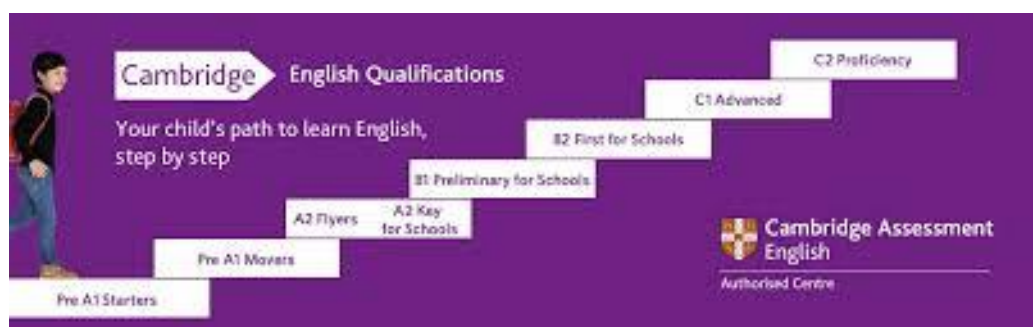 Cambridge English Qualifications
Your child's path to learn English,
step by step
C2 Proficiency
C1 Advanced
B2 First for Schools
B1 Preliminary for Schools
A2 Flyers
A2 Key
for Schools
Pre A1 Movers
Pre A1 Starters
Cambridge Assessment
English
Authorised Centre